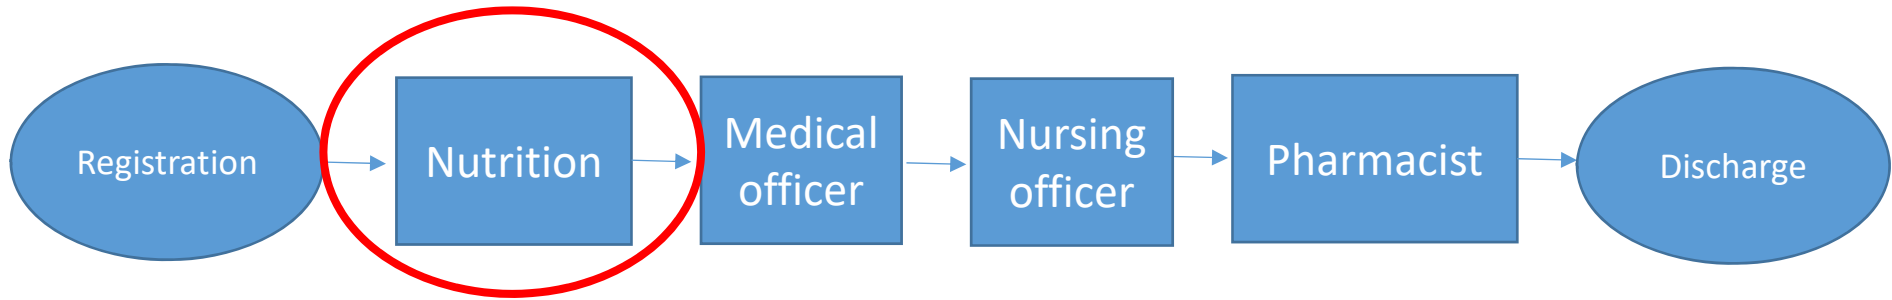 Registration
Nutrition
Medical
officer
Nursing
officer
Pharmacist
Discharge